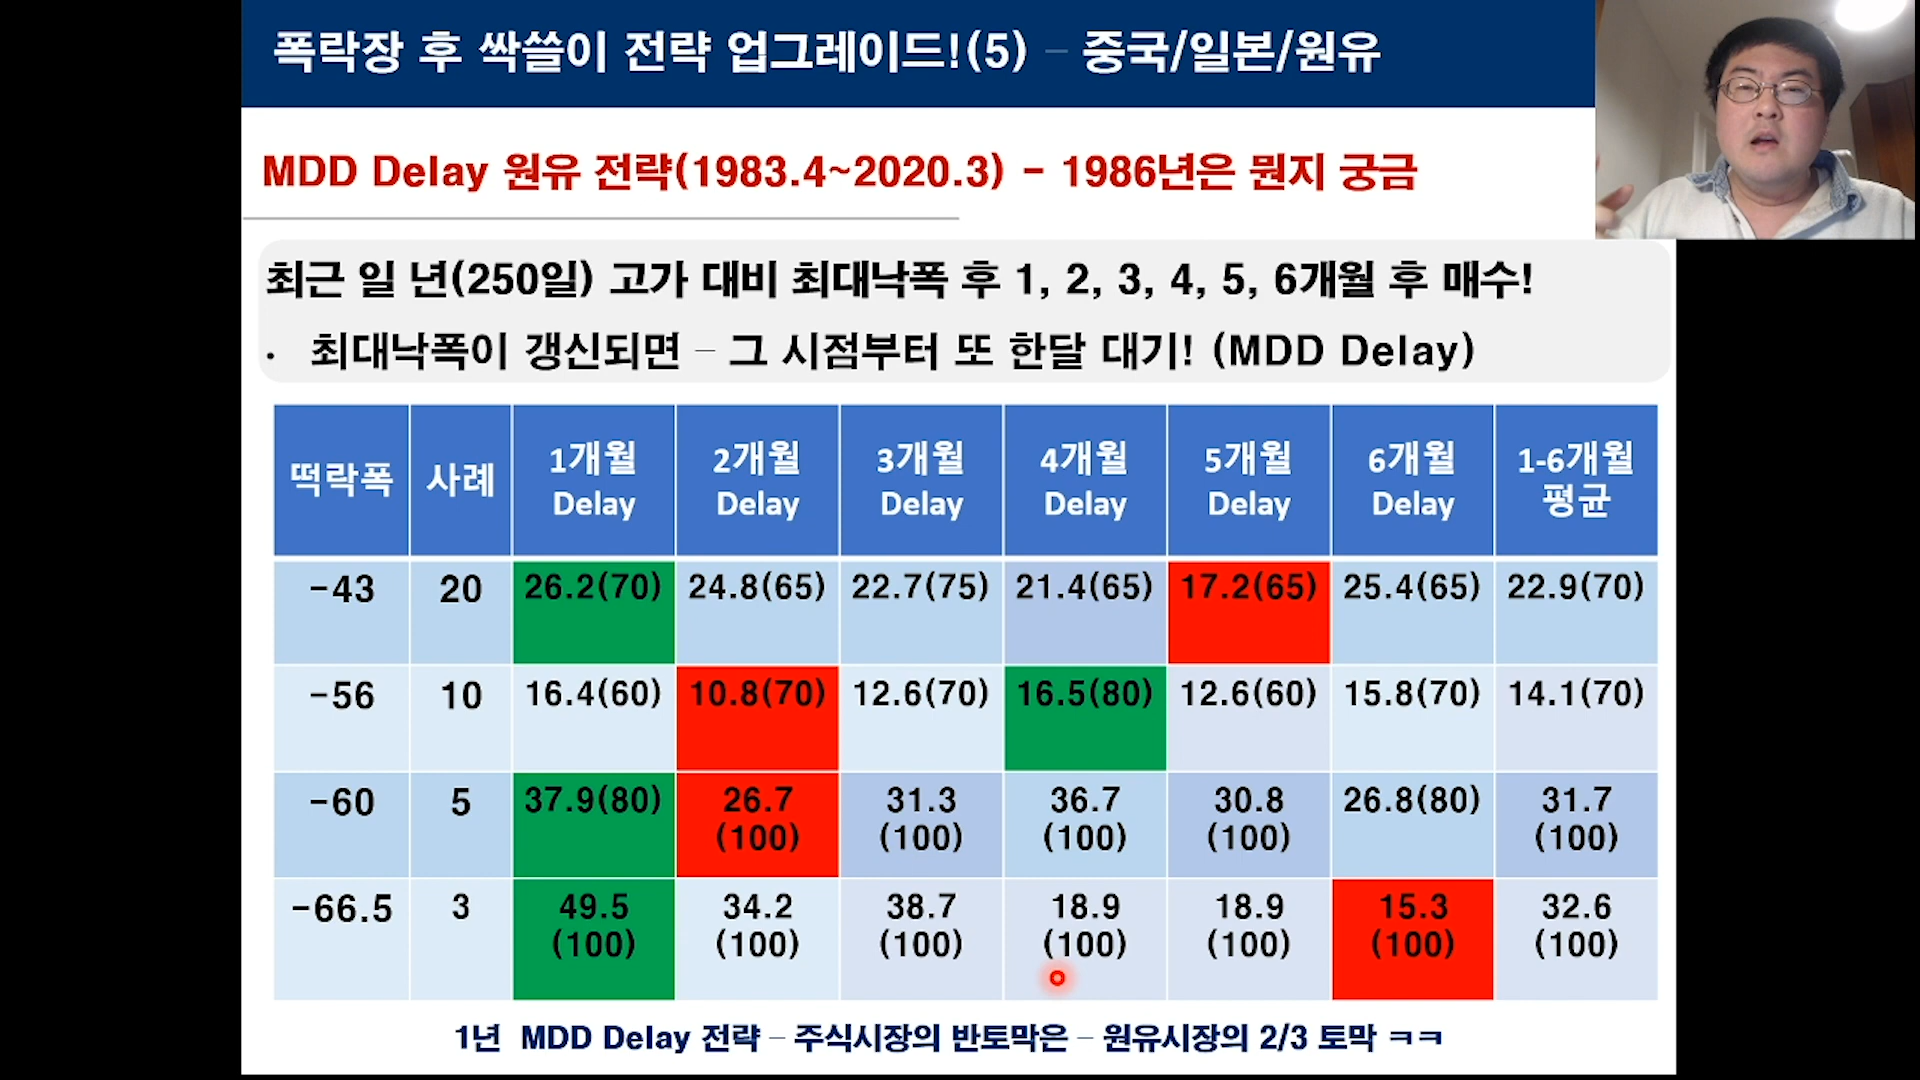 폭락장 후 싹쓸이 전략 업그레이드!(5) – 중국/일본/원유
MDD Delay 원유 전략(1983.4~2020.3) - 1986년은 뭔지 궁금
최근 일 년(250일) 고가 대비 최대낙폭 후 1, 2, 3, 4, 5, 6개월 후 매수!
· 최대낙폭이 갱신되면 – 그 시점부터 또 한달 대기! (MDD Delay)
떡락폭 사례 1개월 Delay 2개월 Delay 3개월 Delay 4개월 Delay 5개월 Delay 6개월 Delay 1-6개월 평균
-43 20 26.2(70) 24.8(65) 22.7(75) 21.4(65) 17.2(65) 25.4(65) 22.9(70)
-56 10 16.4(60) 10.8(70) 12.6(70) 16.5(80) 12.6(60) 15.8(70) 14.1(70)
-60 5 37.9(80) 26.7 (100) 31.3 (100) 36.7 (100) 30.8 (100) 26.8(80) 31.7 (100)
-66.5 3 49.5 (100) 34.2 (100) 38.7 (100) 18.9 (100) 18.9 (100) 15.3 (100) 32.6 (100)
1년 MDD Delay 전략 – 주식시장의 반토막은 – 원유시장의 2/3 토막 ㅋㅋ